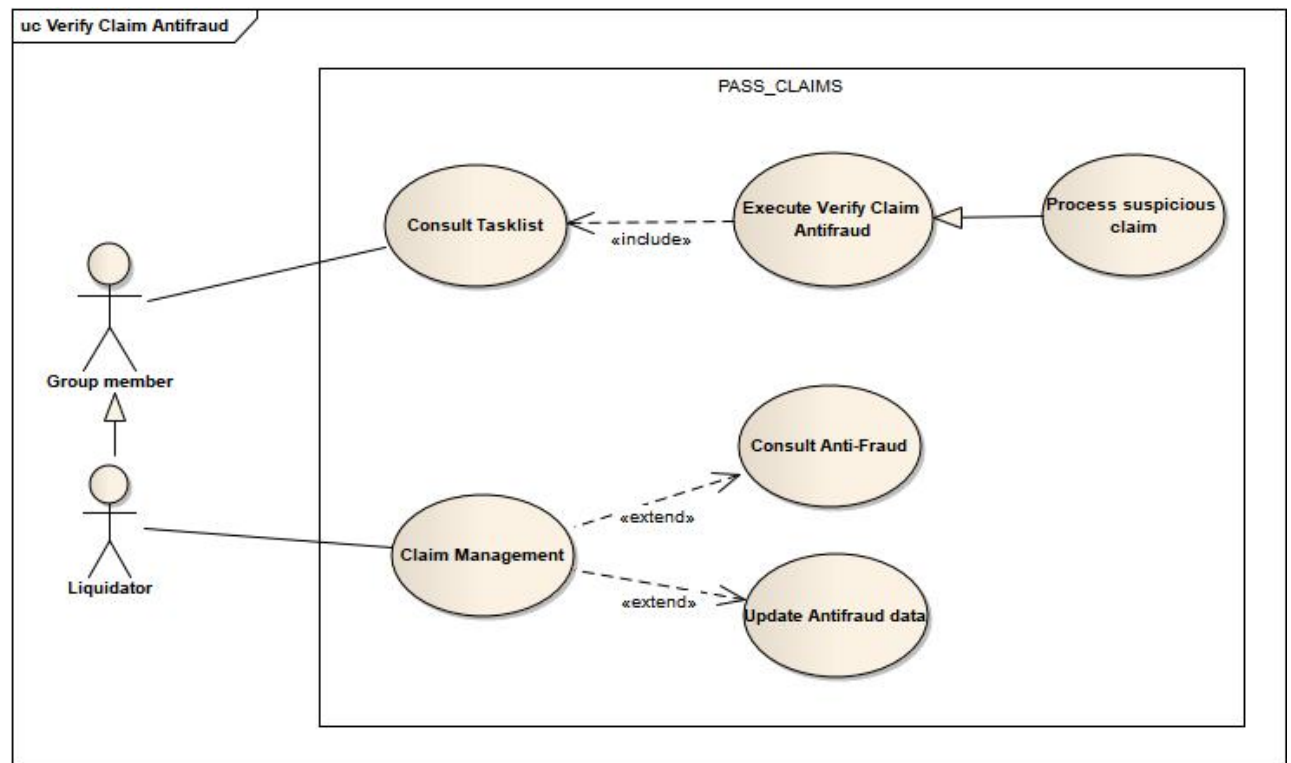 uc Verify Claim Antifraud
PASS_CLAIMS
Consult Tasklist
«include»
Execute Verify Claim
Antifraud
Process suspicious
claim
Group member
Consult Anti-Fraud
«extend»
Claim Management
Liquidator
«extend»
Update Antifraud data